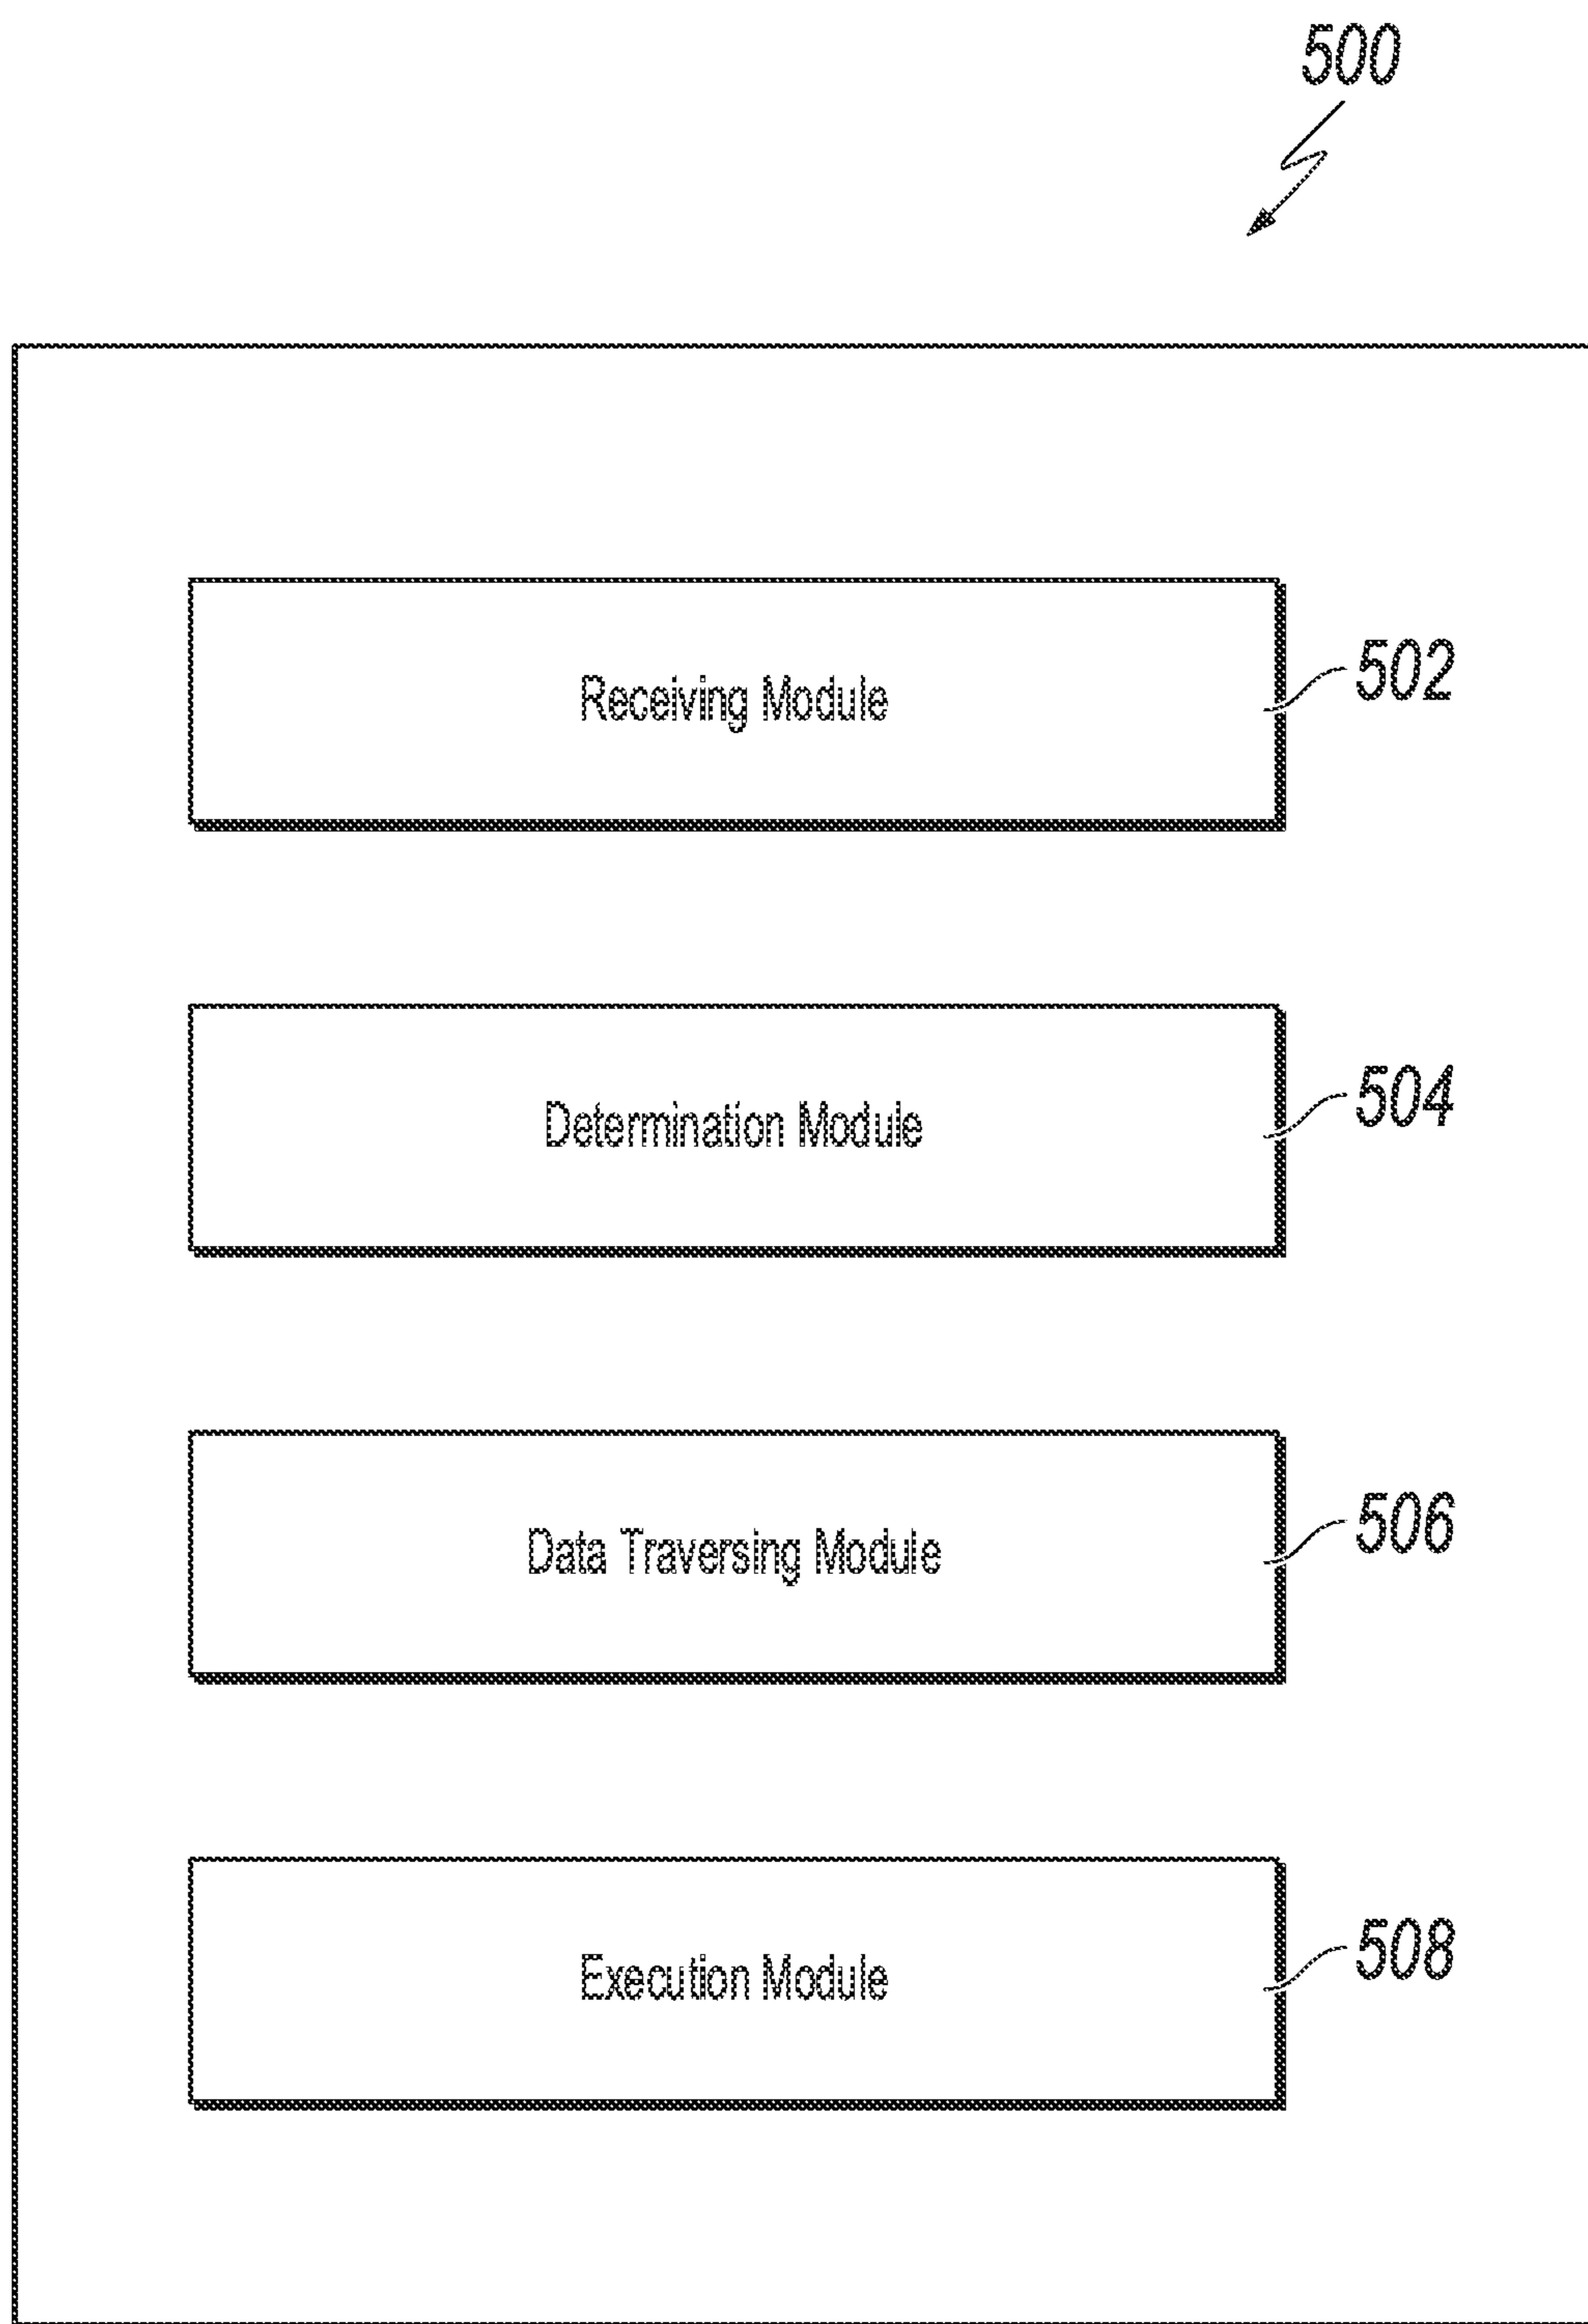 500
Receiving Module
502
Determination Module
504
Data Traversing Module
506
Execution Module
508